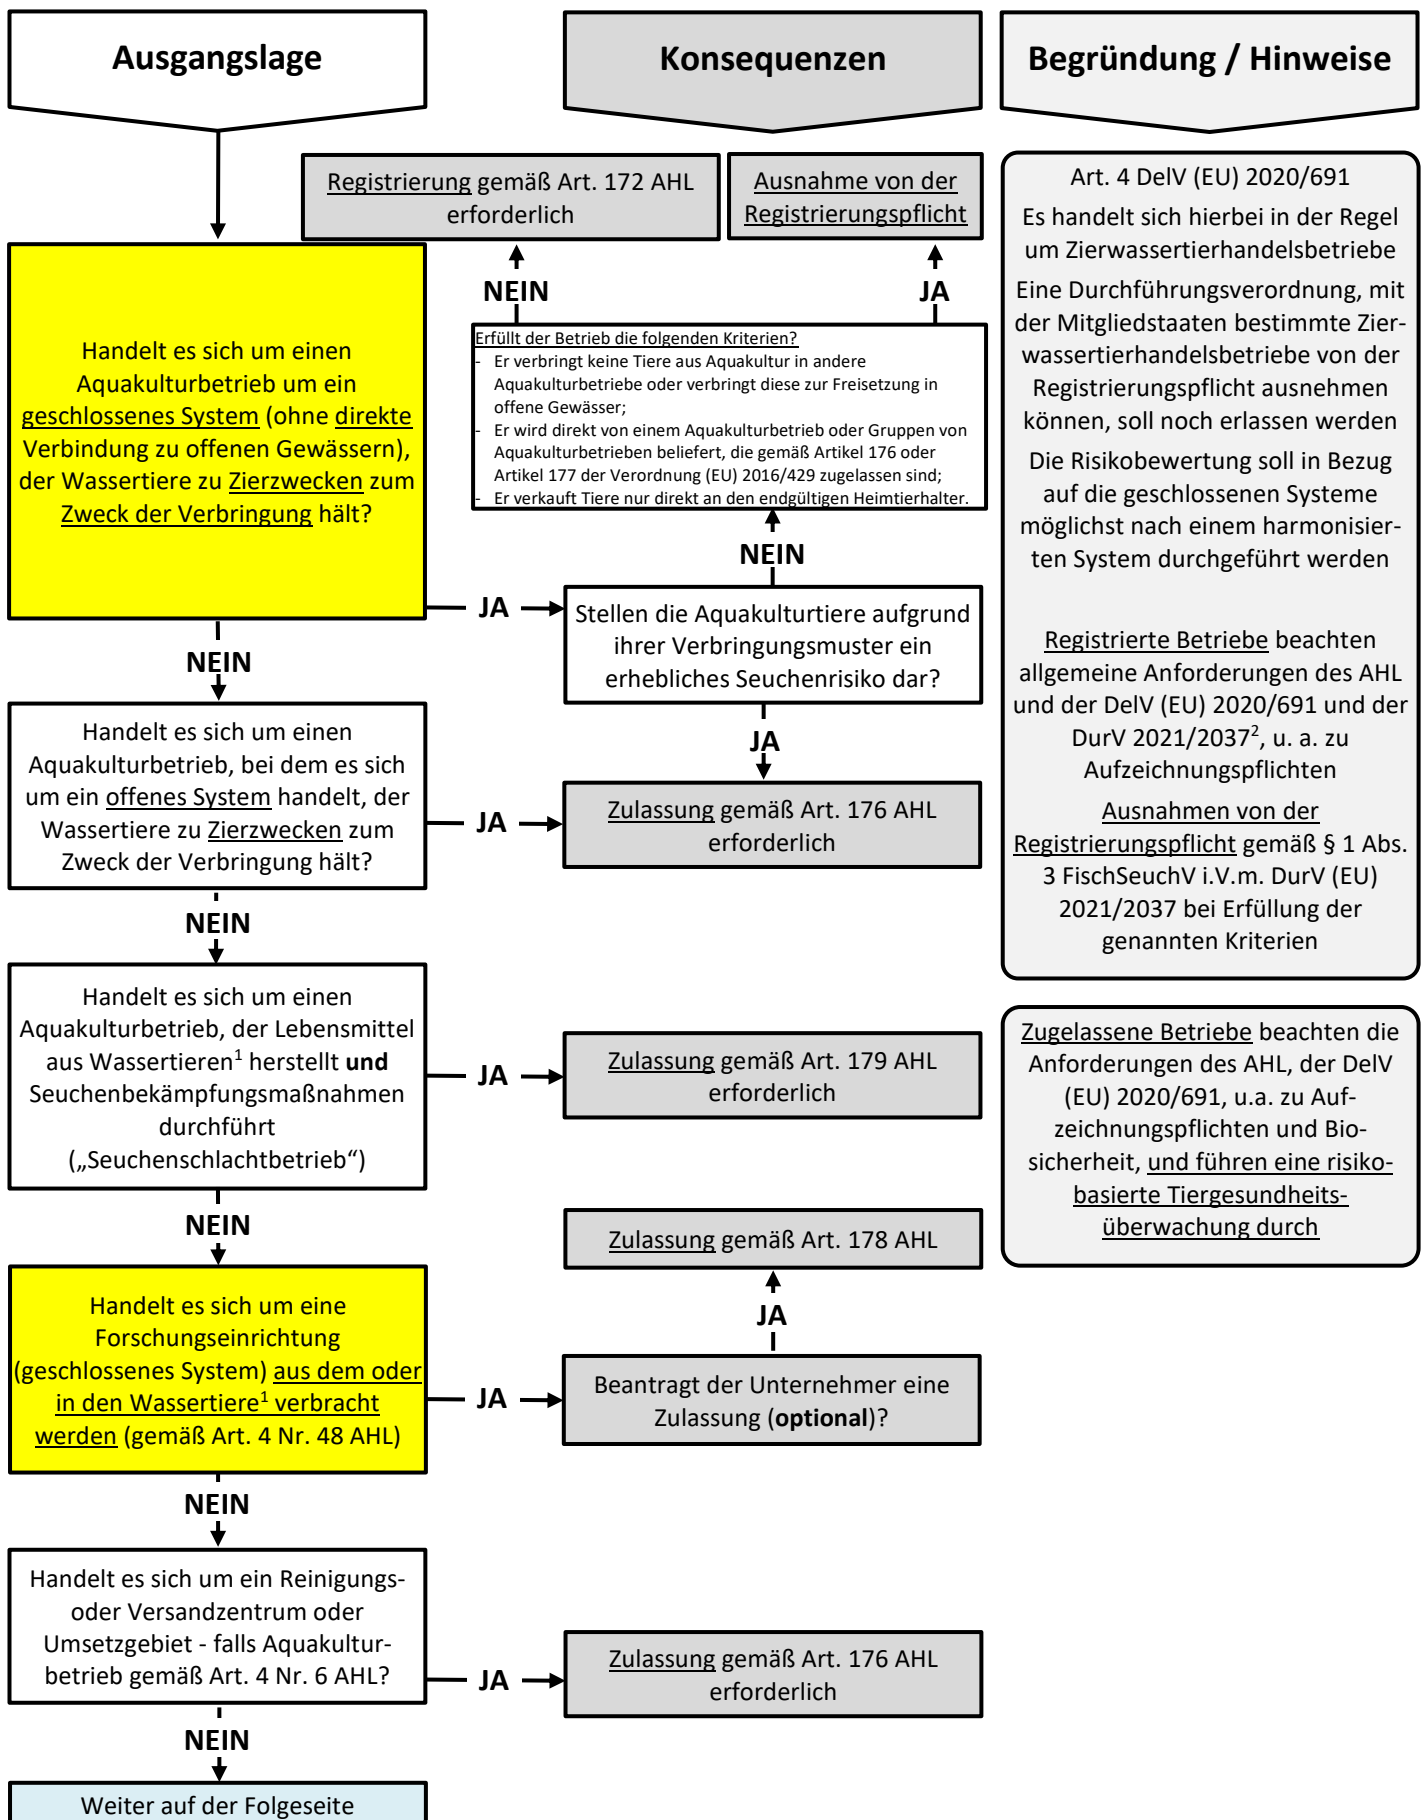 Ausgangslage
Konsequenzen
Begründung / Hinweise
Registrierung gemäß Art. 172 AHL
erforderlich
Ausnahme von der
Registrierungspflicht
NEIN
JA
Handelt es sich um einen
Aquakulturbetrieb um ein
geschlossenes System (ohne direkte
Verbindung zu offenen Gewässern),
der Wassertiere zu Zierzwecken zum
Zweck der Verbringung hält?
Erfüllt der Betrieb die folgenden Kriterien?
- Er verbringt keine Tiere aus Aquakultur in andere
Aquakulturbetriebe oder verbringt diese zur Freisetzung in
offene Gewässer;
- Er wird direkt von einem Aquakulturbetrieb oder Gruppen von
Aquakulturbetrieben beliefert, die gemäß Artikel 176 oder
Artikel 177 der Verordnung (EU) 2016/429 zugelassen sind;
- Er verkauft Tiere nur direkt an den endgültigen Heimtierhalter.
NEIN
JA
Stellen die Aquakulturtiere aufgrund
ihrer Verbringungsmuster ein
erhebliches Seuchenrisiko dar?
JA
NEIN
Handelt es sich um einen
Aquakulturbetrieb, bei dem es sich
um ein offenes System handelt, der
Wassertiere zu Zierzwecken zum
Zweck der Verbringung hält?
JA
Zulassung gemäß Art. 176 AHL
erforderlich
NEIN
Handelt es sich um einen
Aquakulturbetrieb, der Lebensmittel
aus Wassertieren¹ herstellt und
Seuchenbekämpfungsmaßnahmen
durchführt
(„Seuchenschlachtbetrieb“)
JA
Zulassung gemäß Art. 179 AHL
erforderlich
NEIN
Zulassung gemäß Art. 178 AHL
JA
Handelt es sich um eine
Forschungseinrichtung
(geschlossenes System) aus dem oder
in den Wassertiere¹ verbracht
werden (gemäß Art. 4 Nr. 48 AHL)
JA
Beantragt der Unternehmer eine
Zulassung (optional)?
NEIN
Handelt es sich um ein Reinigungs-
oder Versandzentrum oder
Umsetzgebiet - falls Aquakultur-
betrieb gemäß Art. 4 Nr. 6 AHL?
JA
Zulassung gemäß Art. 176 AHL
erforderlich
NEIN
Weiter auf der Folgeseite
Art. 4 DelV (EU) 2020/691
Es handelt sich hierbei in der Regel
um Zierwassertierhandelsbetriebe
Eine Durchführungsverordnung, mit
der Mitgliedstaaten bestimmte Zier-
wassertierhandelsbetriebe von der
Registrierungspflicht ausnehmen
können, soll noch erlassen werden
Die Risikobewertung soll in Bezug
auf die geschlossenen Systeme
möglichst nach einem harmonisier-
ten System durchgeführt werden
Registrierte Betriebe beachten
allgemeine Anforderungen des AHL
und der DelV (EU) 2020/691 und der
DurV 2021/2037², u. a. zu
Aufzeichnungspflichten
Ausnahmen von der
Registrierungspflicht gemäß § 1 Abs.
3 FischSeuchV i.V.m. DurV (EU)
2021/2037 bei Erfüllung der
genannten Kriterien
Zugelassene Betriebe beachten die
Anforderungen des AHL, der DelV
(EU) 2020/691, u.a. zu Auf-
zeichnungspflichten und Bio-
sicherheit, und führen eine risiko-
basierte Tiergesundheits-
überwachung durch